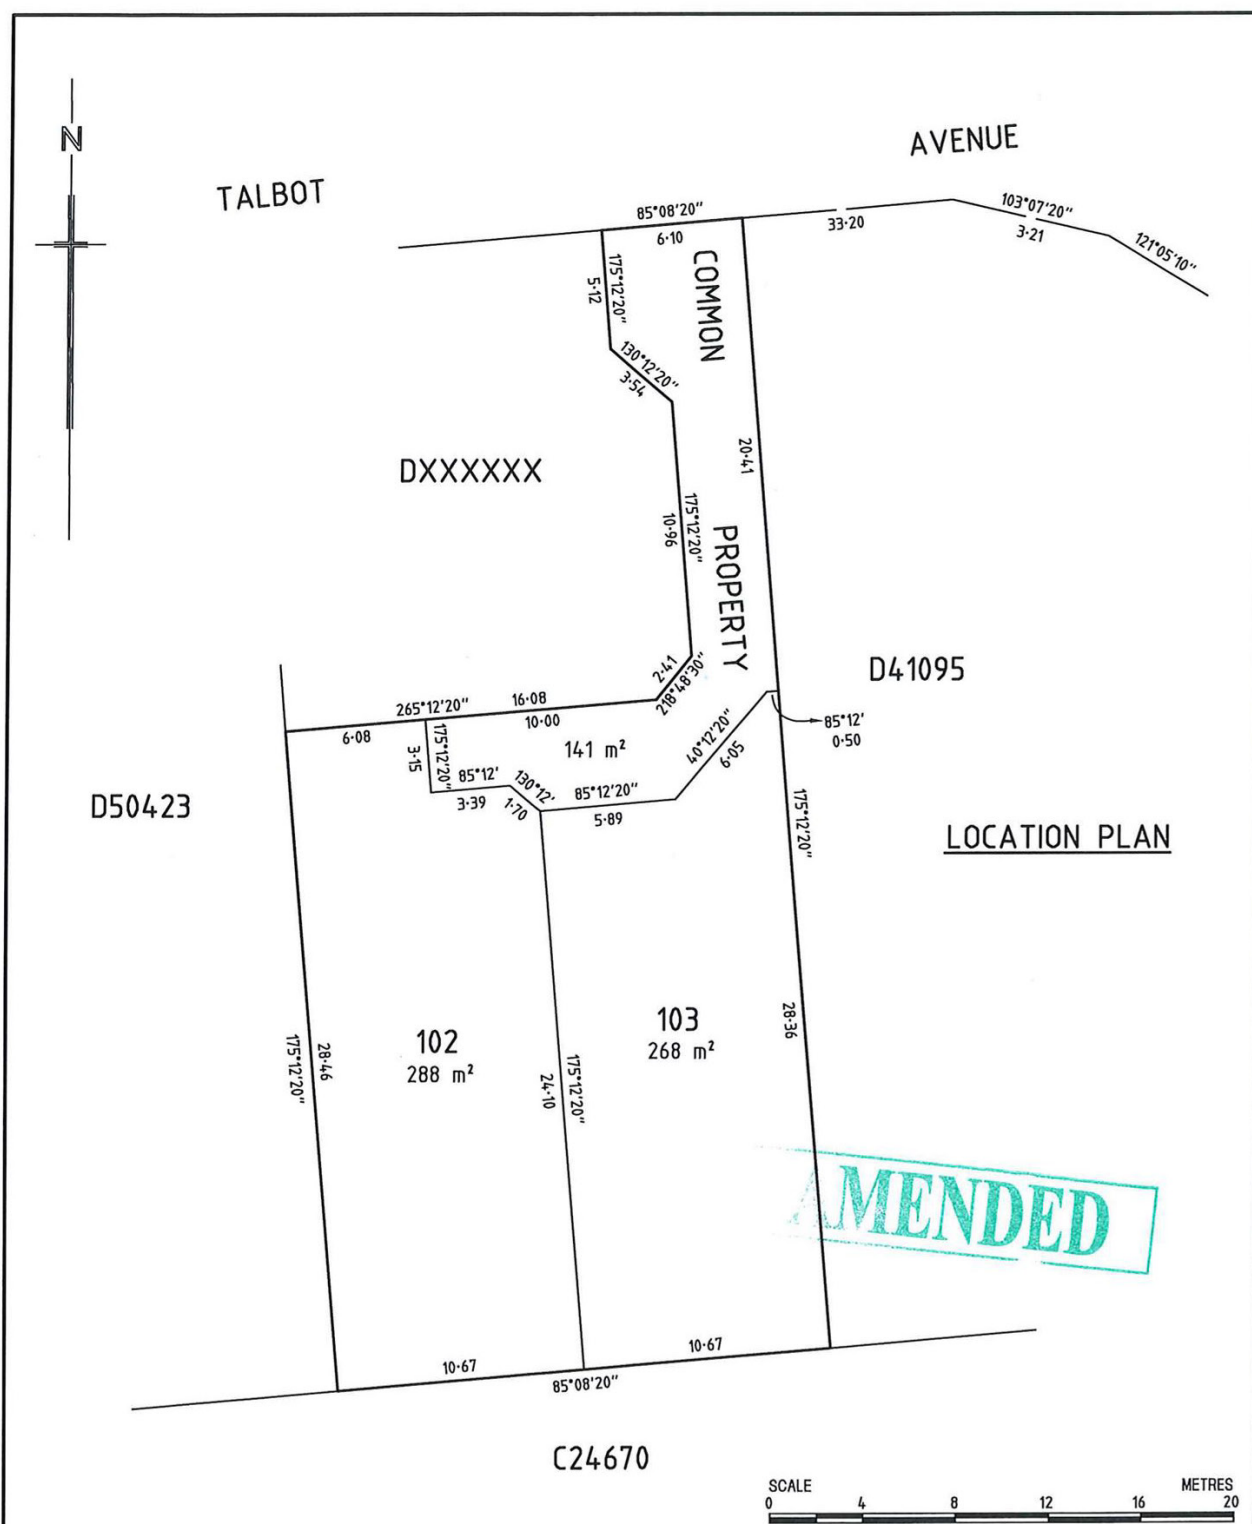 N
TALBOT
AVENUE
85°08'20"
6·10
33·20
103°07'20"
3·21
121°05'10"
175°12'20"
5·12
COMMON
130°12'20"
3·54
20·41
DXXXXXX
175°12'20"
10·96
PROPERTY
D41095
2·41
218°48'30"
265°12'20"
16·08
6·08
10·00
141 m²
40°12'20"
6·05
85°12'
0·50
175°12'20"
3·15
85°12'
3·39
130°12'
1·70
85°12'20"
5·89
D50423
175°12'20"
LOCATION PLAN
102
288 m²
103
268 m²
28·36
28·46
175°12'20"
24·10
175°12'20"
AMENDED
10·67
10·67
85°08'20"
C24670
SCALE
METRES
0 4 8 12 16 20